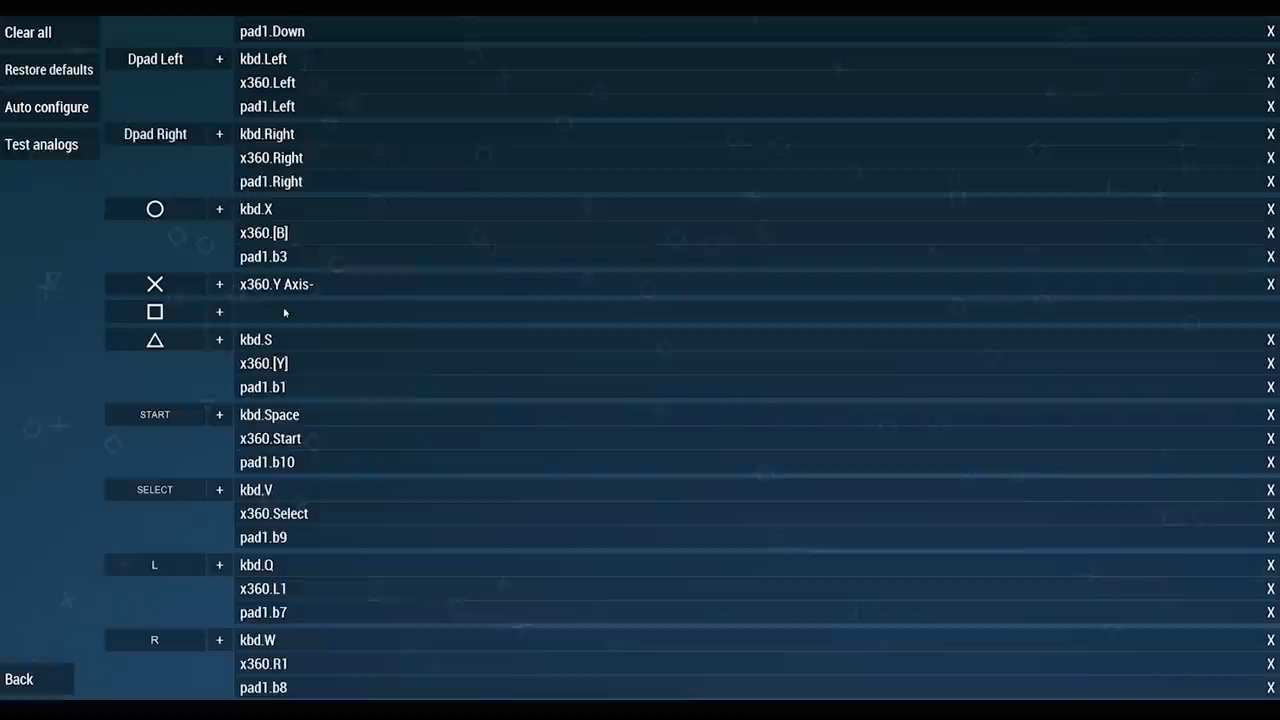 pad1.Down X
Clear all
Dpad Left + kbd.Left X
Restore defaults
x360.Left X
Auto configure
pad1.Left X
Dpad Right + kbd.Right X
Test analogs
x360.Right X
pad1.Right X
+ kbd.X X
x360.[B] X
pad1.b3 X
+ x360.Y Axis- X
+
+ kbd.S X
x360.[Y] X
pad1.b1 X
START + kbd.Space X
x360.Start X
pad1.b10 X
SELECT + kbd.V X
x360.Select X
pad1.b9 X
L + kbd.Q X
x360.L1 X
pad1.b7 X
R + kbd.W X
x360.R1 X
Back
pad1.b8 X